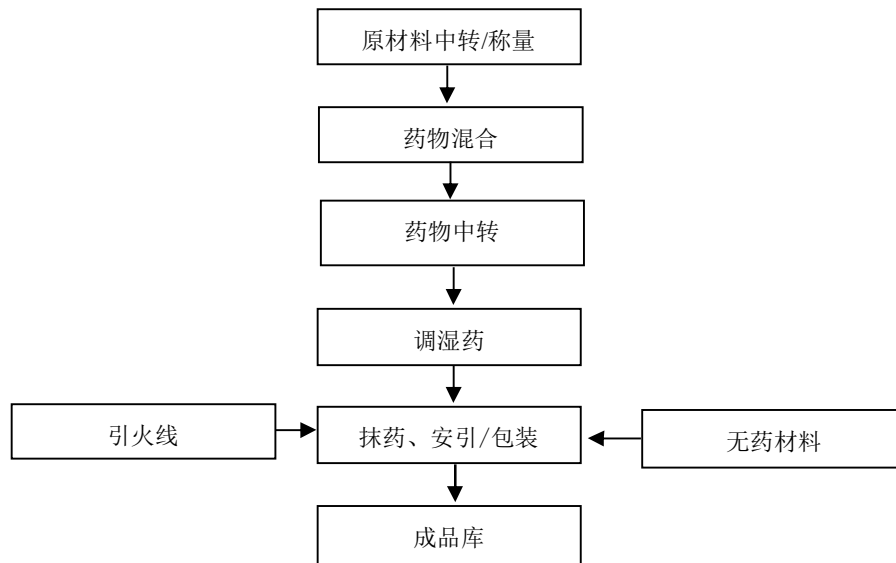 原材料中转/称量
药物混合
药物中转
调湿药
引火线
抹药、安引/包装
无药材料
成品库